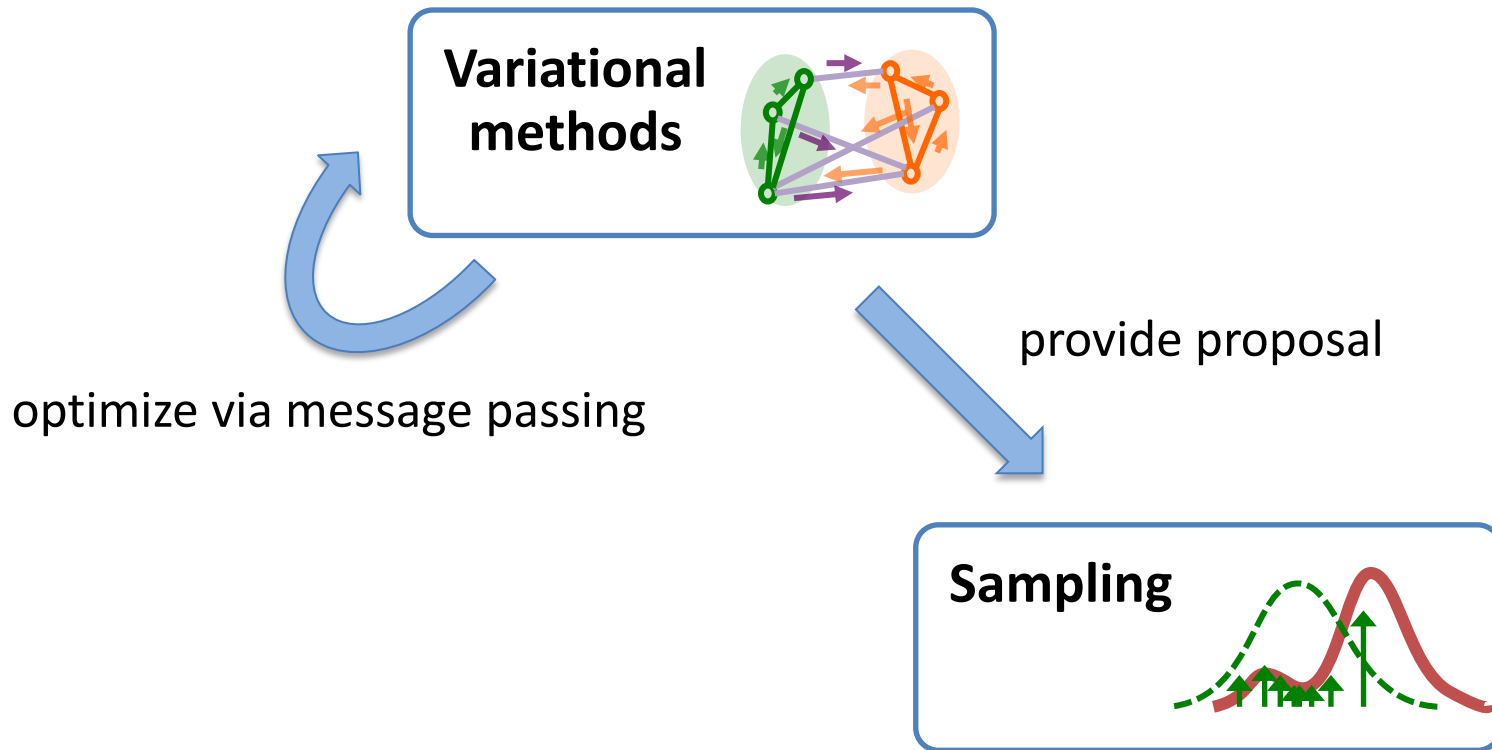 Variational
methods
provide proposal
optimize via message passing
Sampling